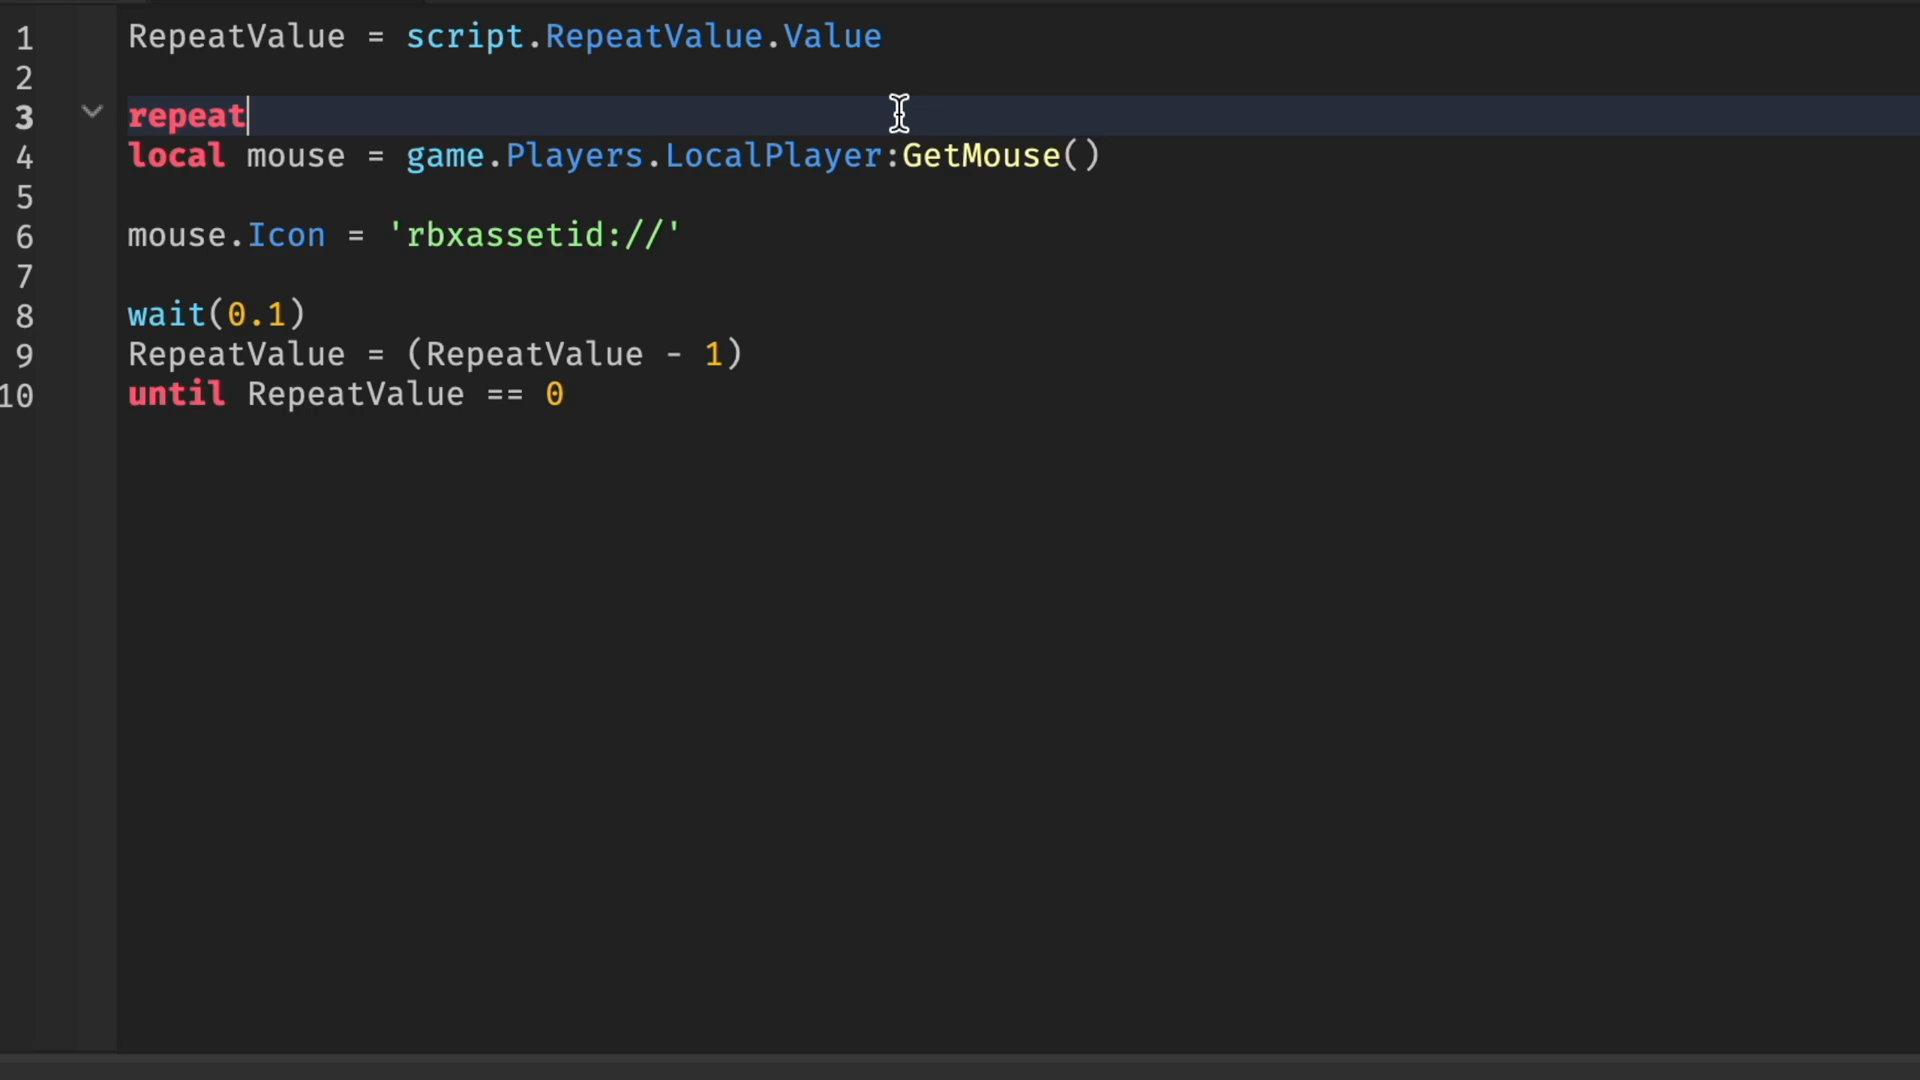 1 RepeatValue = script.RepeatValue.Value
2
3 repeat
4 local mouse = game.Players.LocalPlayer:GetMouse()
5
6 mouse.Icon = 'rbxassetid://'
7
8 wait(0.1)
9 RepeatValue = (RepeatValue - 1)
10 until RepeatValue == 0